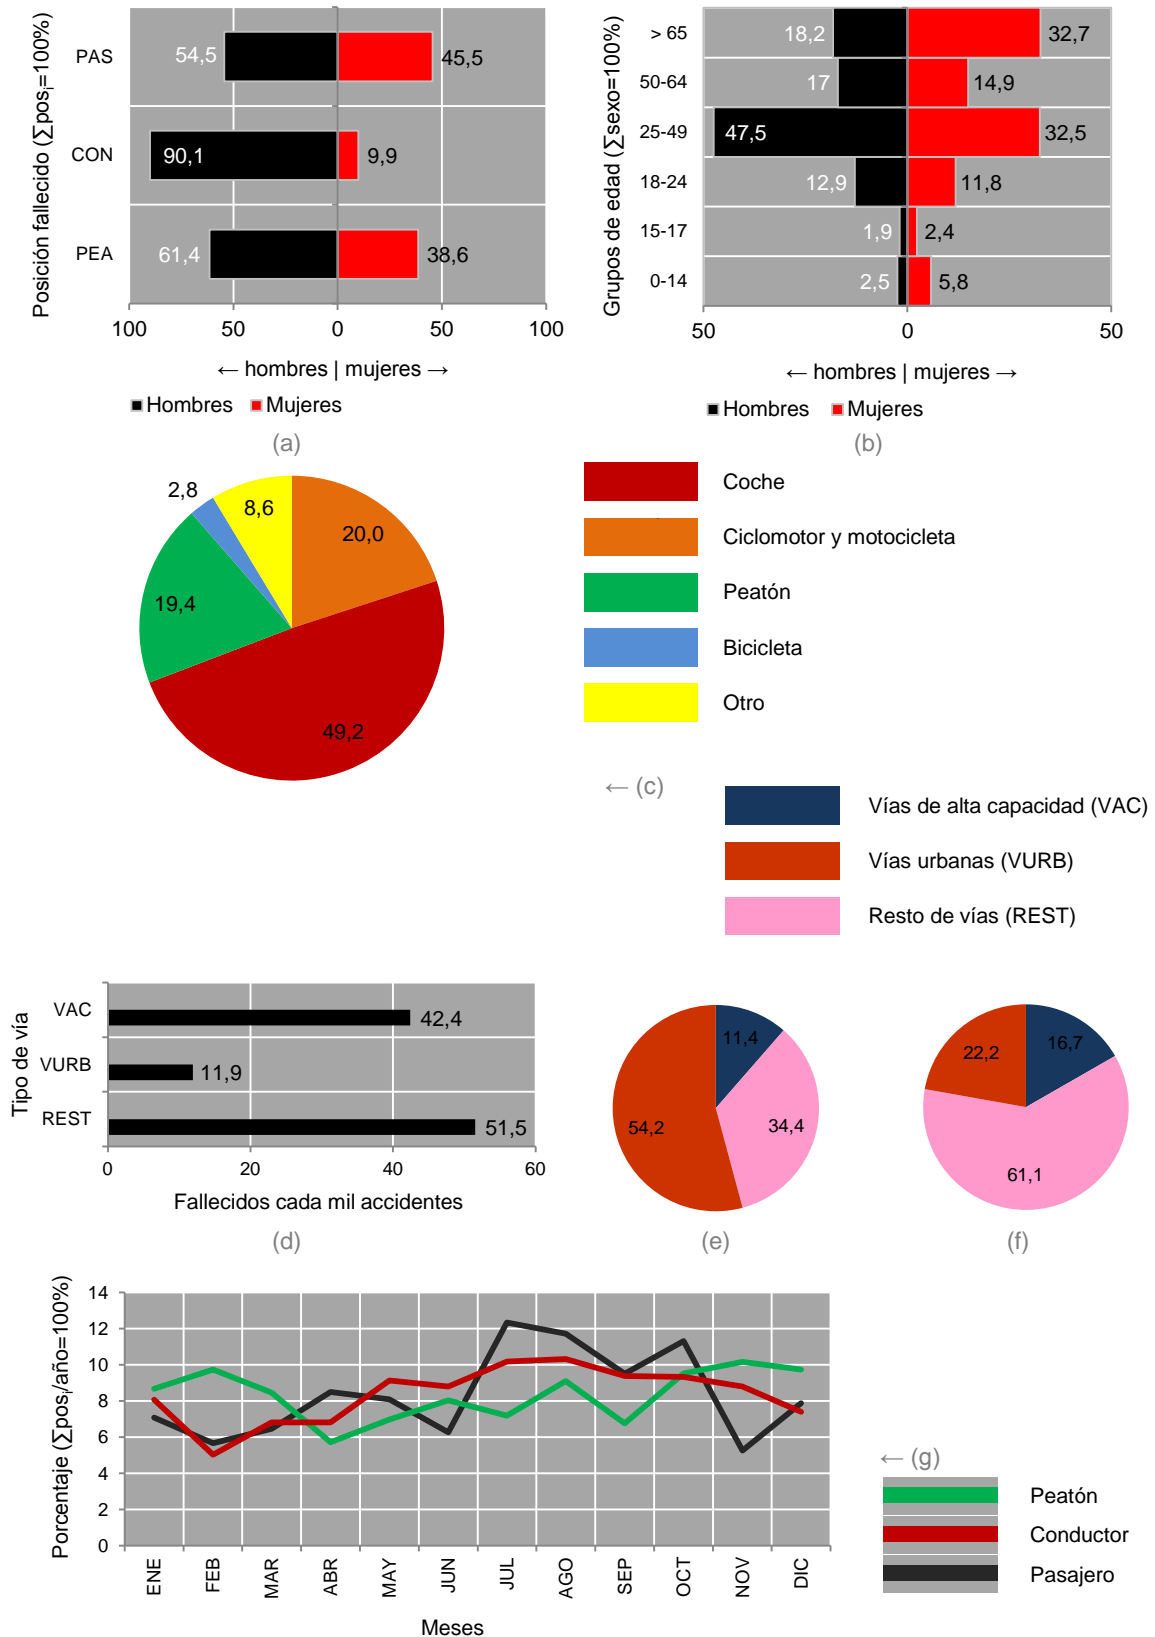 Posición fallecido (∑posᵢ=100%)
PAS
54,5
45,5
CON
90,1
9,9
PEA
61,4
38,6
100
50
0
50
100
← hombres | mujeres →
Hombres
Mujeres
(a)
Grupos de edad (∑sexo=100%)
> 65
18,2
32,7
50-64
17
14,9
25-49
47,5
32,5
18-24
12,9
11,8
15-17
1,9
2,4
0-14
2,5
5,8
50
0
50
← hombres | mujeres →
Hombres
Mujeres
(b)
2,8
8,6
20,0
19,4
49,2
Coche
Ciclomotor y motocicleta
Peatón
Bicicleta
Otro
← (c)
Vías de alta capacidad (VAC)
Vías urbanas (VURB)
Resto de vías (REST)
Tipo de vía
VAC
42,4
VURB
11,9
REST
51,5
0
20
40
60
Fallecidos cada mil accidentes
(d)
11,4
54,2
34,4
(e)
22,2
16,7
61,1
(f)
Porcentaje (∑posᵢ/año=100%)
14
12
10
8
6
4
2
0
ENE
FEB
MAR
ABR
MAY
JUN
JUL
AGO
SEP
OCT
NOV
DIC
Meses
← (g)
Peatón
Conductor
Pasajero